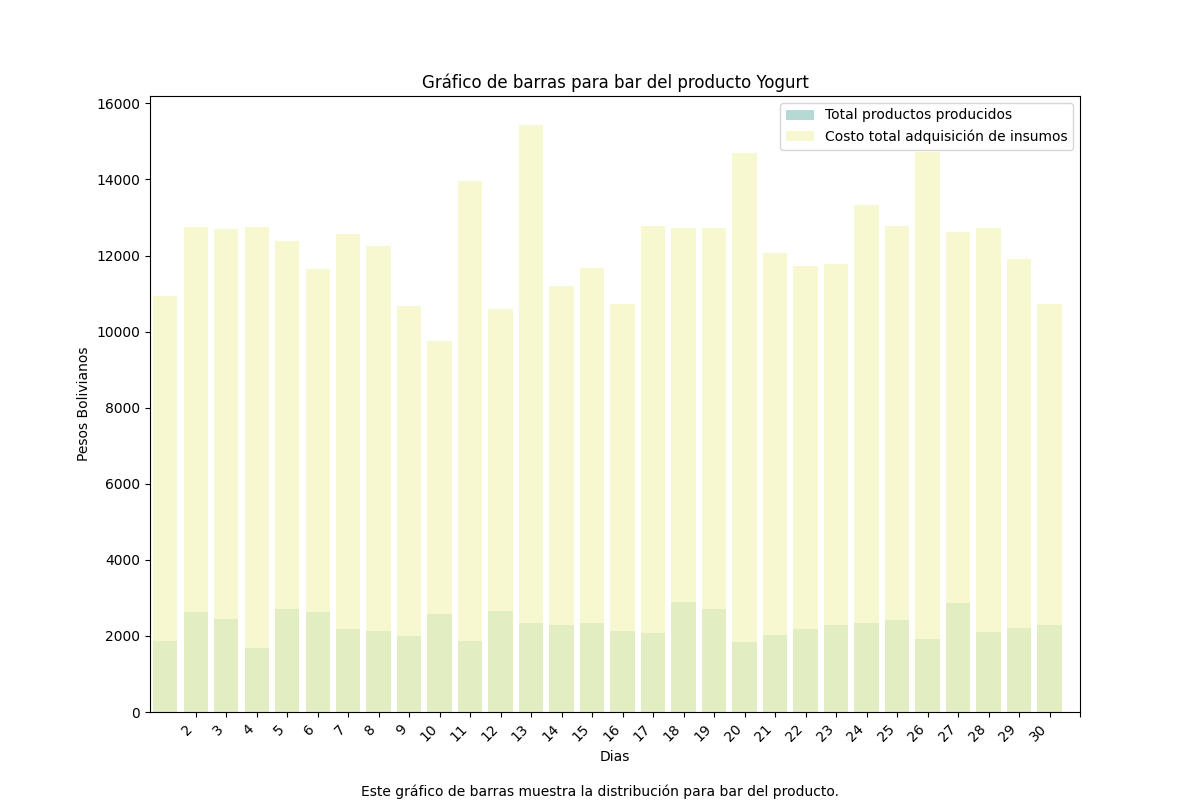 Gráfico de barras para bar del producto Yogurt
Total productos producidos
Costo total adquisición de insumos
16000
14000
12000
10000
8000
6000
4000
2000
0
Pesos Bolivianos
2 3 4 5 6 7 8 9 10 11 12 13 14 15 16 17 18 19 20 21 22 23 24 25 26 27 28 29 30
Dias
Este gráfico de barras muestra la distribución para bar del producto.